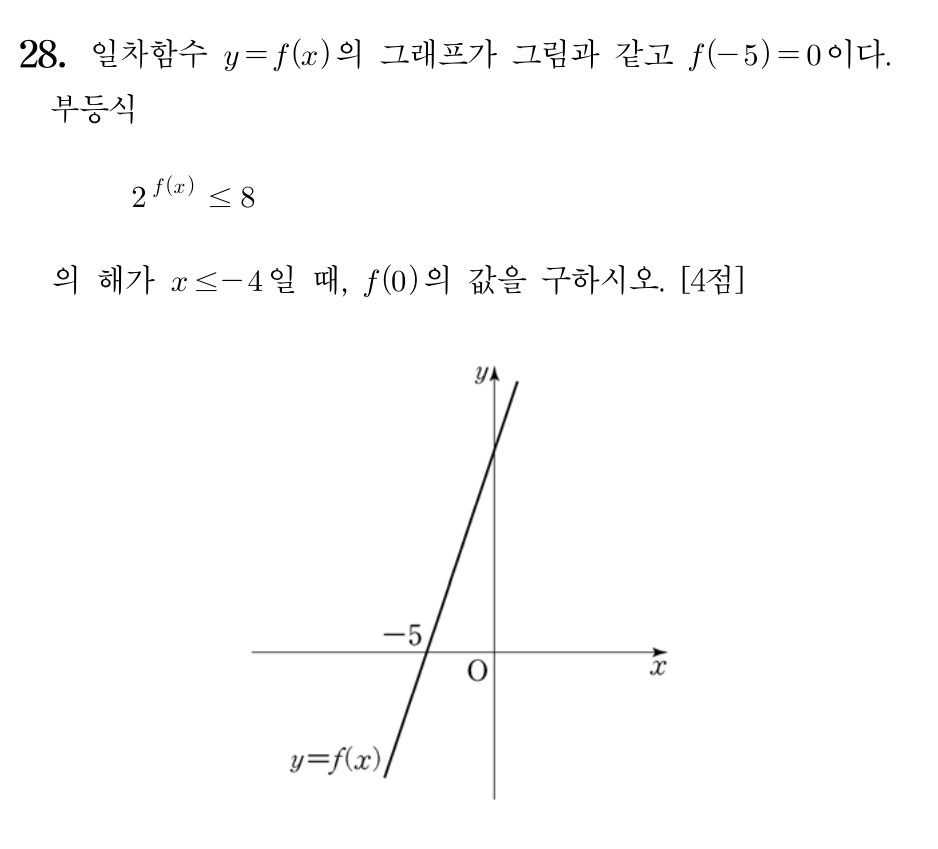 28. 일차함수 y=f(x)의 그래프가 그림과 같고 f(−5)=0이다.
부등식
2^{f(x)} ≤ 8
의 해가 x≤−4일 때, f(0)의 값을 구하시오. [4점]
y
−5
O
x
y=f(x)